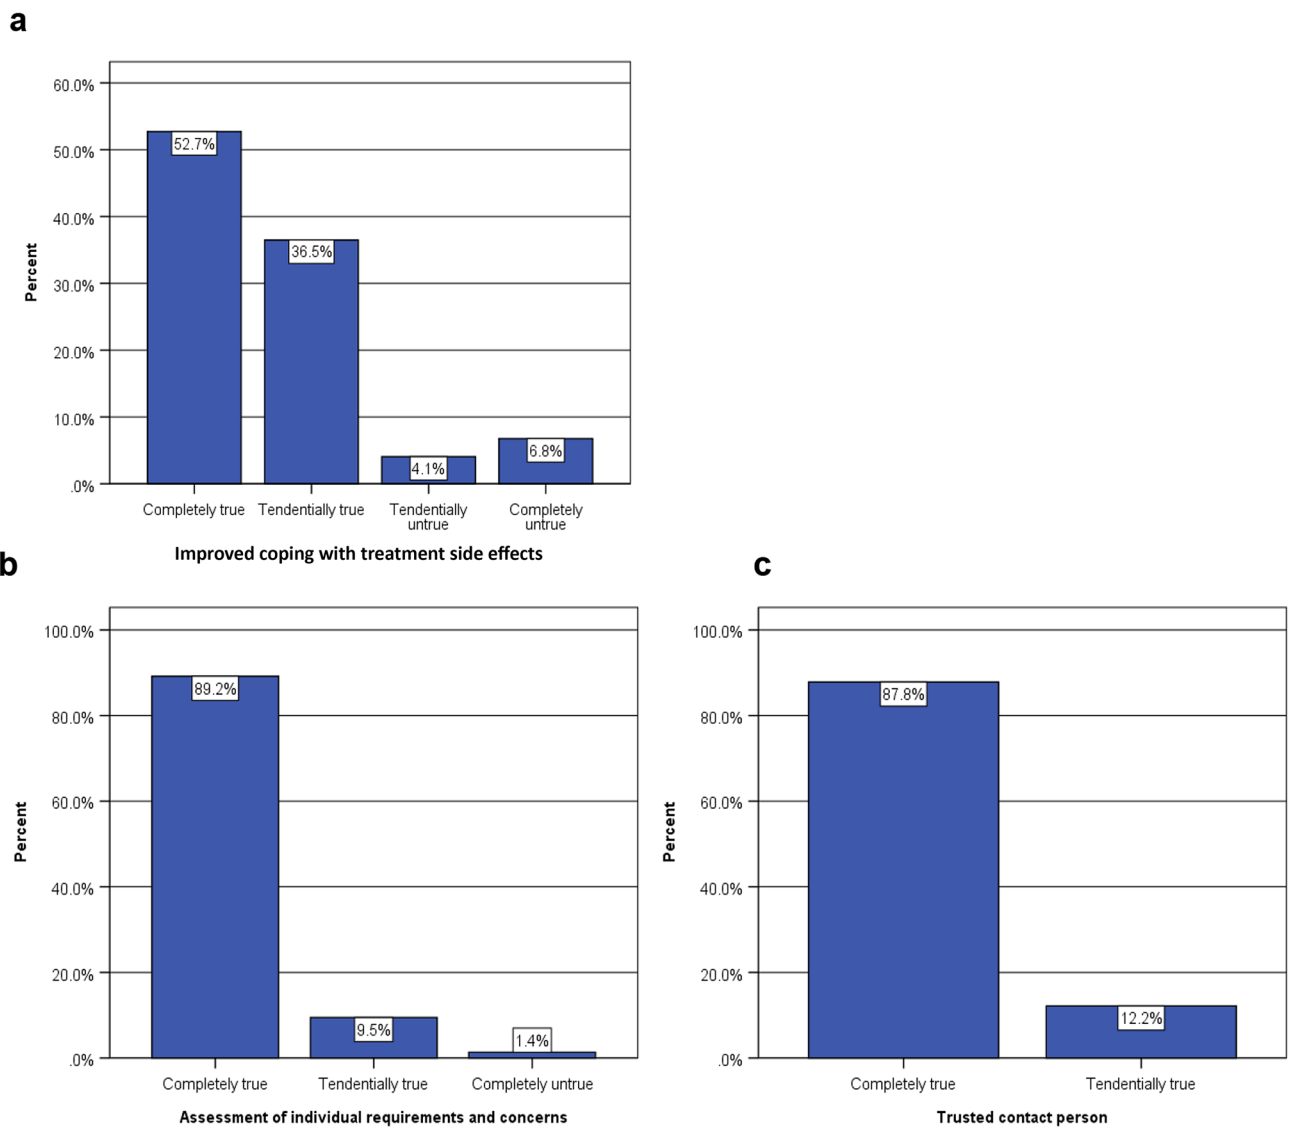 a
60.0%
50.0%
40.0%
30.0%
20.0%
10.0%
.0%
Percent
52.7%
36.5%
4.1%
6.8%
Completely true
Tendentially true
Tendentially
untrue
Completely
untrue
Improved coping with treatment side effects
b
100.0%
80.0%
60.0%
40.0%
20.0%
.0%
Percent
89.2%
9.5%
1.4%
Completely true
Tendentially true
Completely untrue
Assessment of individual requirements and concerns
c
100.0%
80.0%
60.0%
40.0%
20.0%
.0%
Percent
87.8%
12.2%
Completely true
Tendentially true
Trusted contact person